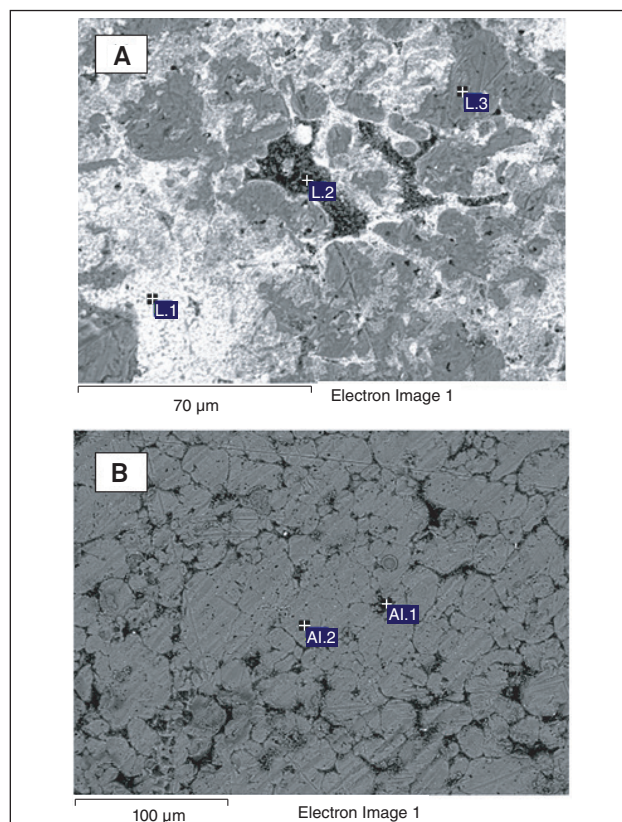 A
L.3
L.2
L.1
70 µm
Electron Image 1
B
Al.1
Al.2
100 µm
Electron Image 1